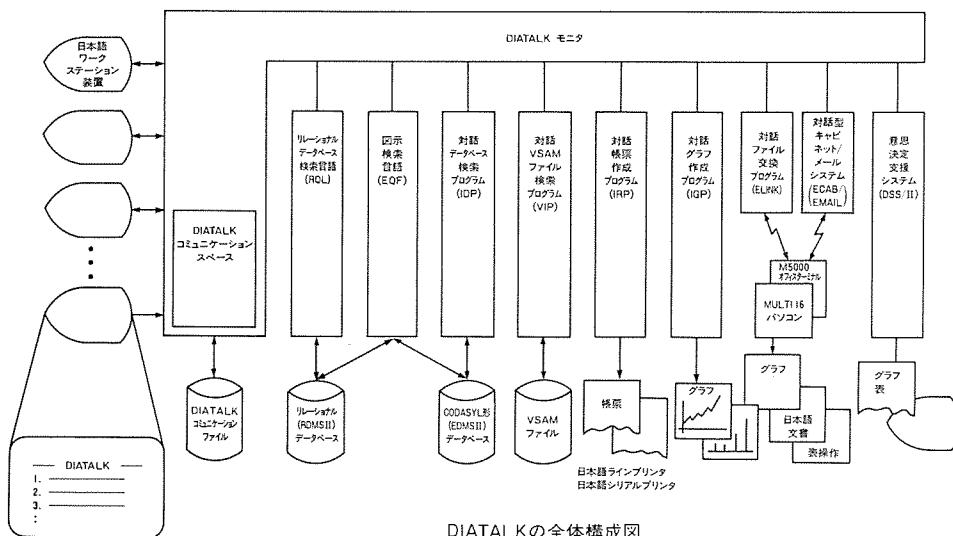 DIATALK モニタ
日本語
ワーク
ステーション
装置
DIATALK
コミュニケーション
スペース
リレーショナル
データベース
検索言語
(RQL)
図示
検索
言語
(EQF)
対話
データベース
検索
プログラム
(IDP)
対話
VSAM
ファイル
検索
プログラム
(VIP)
対話
帳票
作成
プログラム
(IRP)
対話
グラフ
作成
プログラム
(IGP)
対話
ファイル
交換
プログラム
(ELINK)
対話型
キャビ
ネット/
メール
システム
(ECAB/
EMAIL)
意思
決定
支援
システム
(DSS/II)
M5000
オフィスターミナル
MULTI16
パソコン
DIATALK
コミュニケーション
ファイル
リレーショナル
(RDMSII)
データベース
CODASYL形
(EDMSII)
データベース
VSAM
ファイル
帳票
日本語ラインプリンタ
日本語シリアルプリンタ
グラフ
グラフ
日本語
文書
表操作
グラフ
表
DIATALK
1.
2.
3.
:
DIATALKの全体構成図